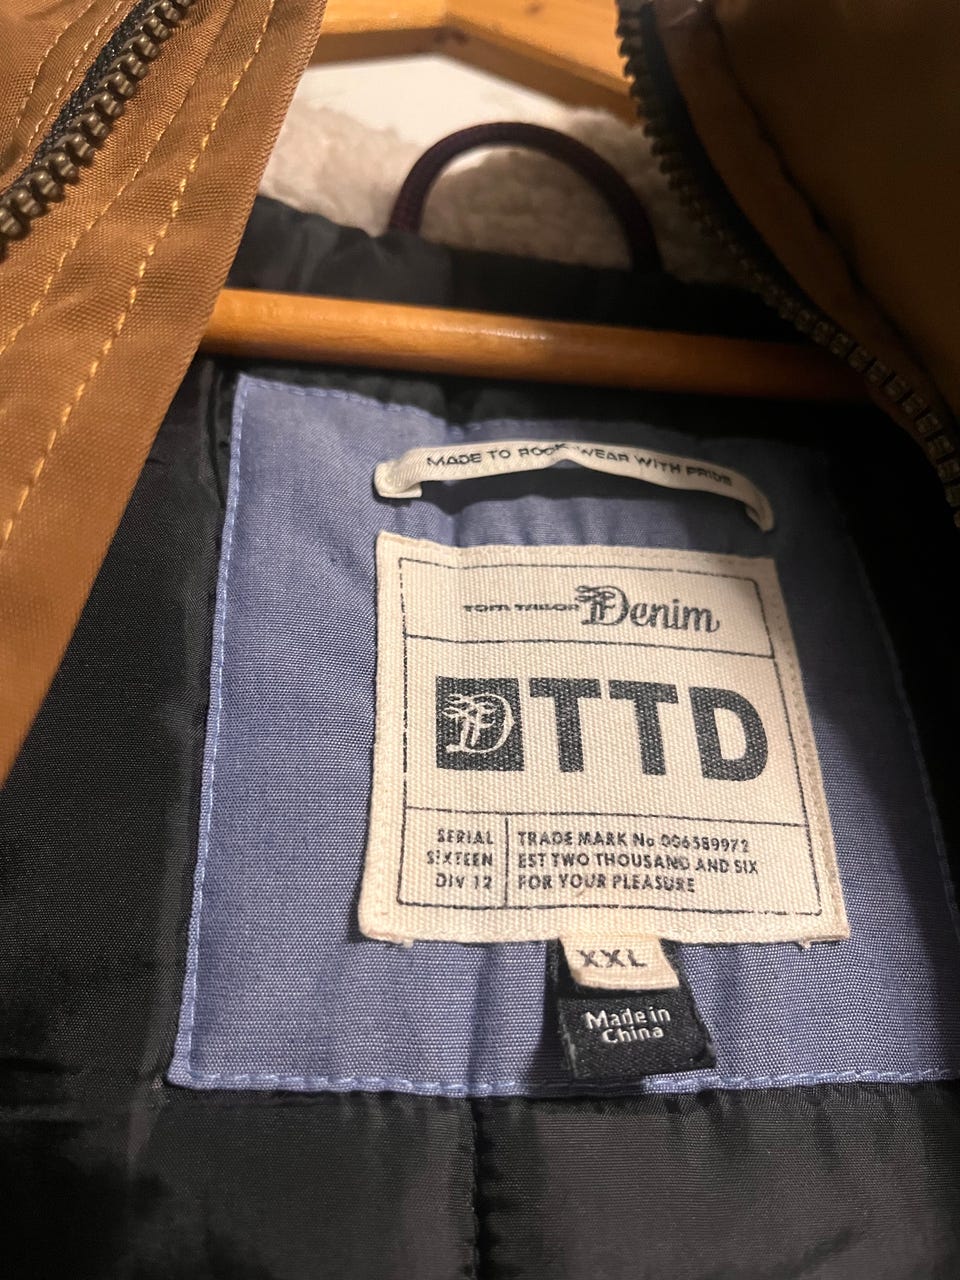 MADE TO ROCK WEAR WITH PRIDE
TOM TAILOR Denim
TTD
SERIAL
SIXTEEN
DIV 12
TRADE MARK No 006589972
EST TWO THOUSAND AND SIX
FOR YOUR PLEASURE
XXL
Made in
China